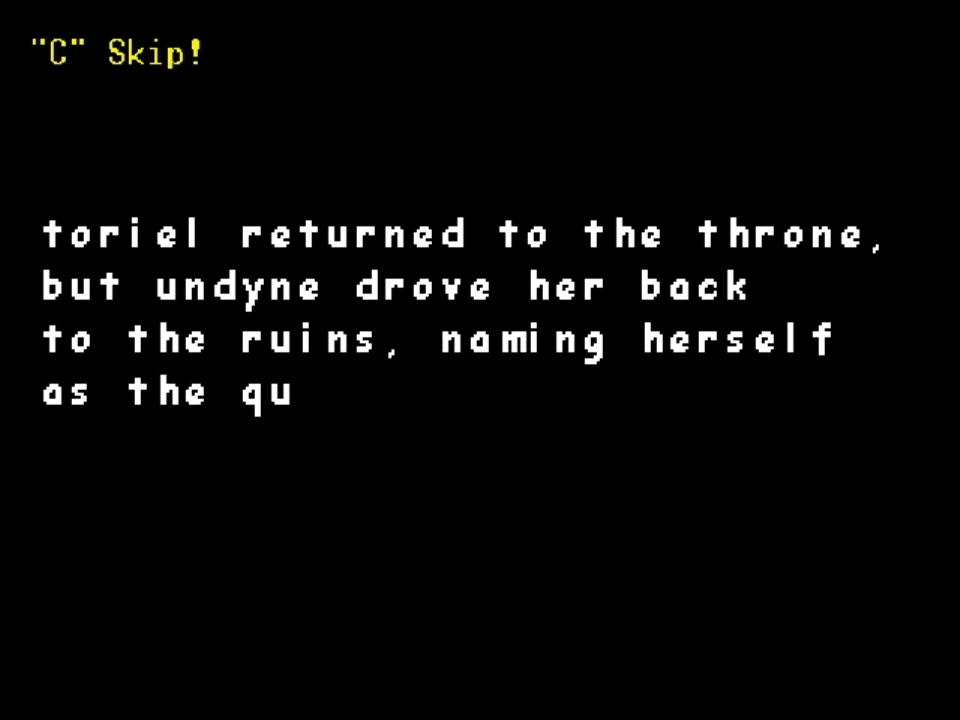 "C" Skip!
toriel returned to the throne,
but undyne drove her back
to the ruins, naming herself
as the qu